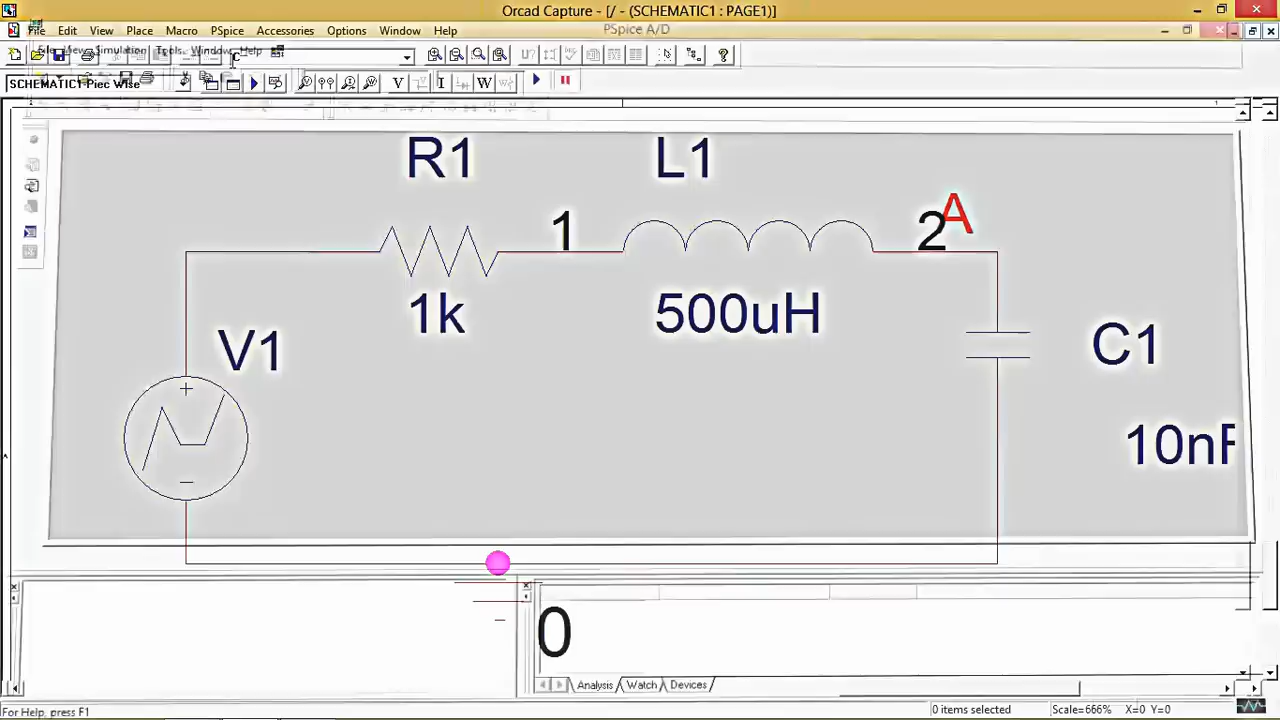 Orcad Capture - [/ - (SCHEMATIC1 : PAGE1)]
File Edit View Place Macro PSpice Accessories Options Window Help
PSpice A/D
File View Simulation Tools Window Help
C
V I W
SCHEMATIC1-Piec Wise
R1 L1
1 2 A
1k 500uH
V1 C1
+
10nF
−
0
Analysis Watch Devices
For Help, press F1 0 items selected Scale=666% X=0 Y=0